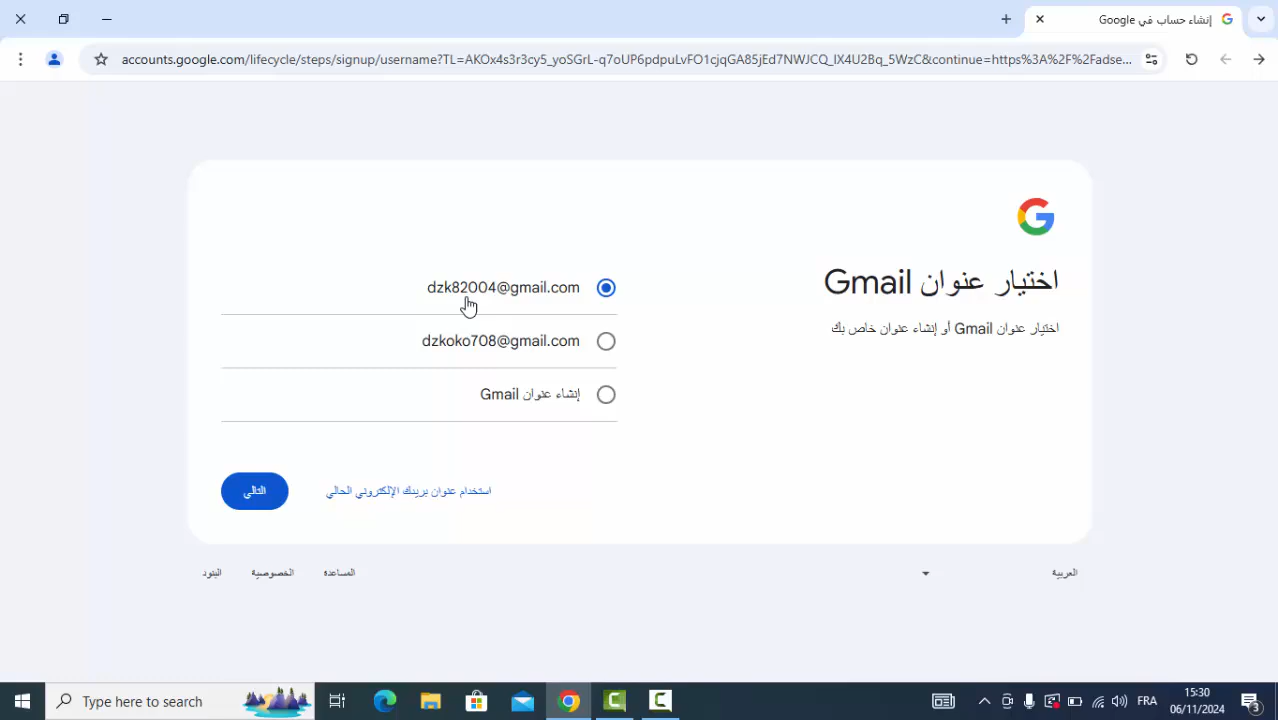 إنشاء حساب في Google
accounts.google.com/lifecycle/steps/signup/username?TL=AKOx4s3r3cy5_yoSGrL-q7oUP6pdpuLvFO1cjqGA85jEd7NWJCQ_IX4U2Bq_5WzC&continue=https%3A%2F%2Fadse...
اختيار عنوان Gmail
اختيار عنوان Gmail أو إنشاء عنوان خاص بك
dzk82004@gmail.com
dzkoko708@gmail.com
إنشاء عنوان Gmail
استخدام عنوان بريدك الإلكتروني الحالي
التالي
العربية
المساعدة
الخصوصية
البنود
Type here to search
FRA
15:30
06/11/2024
3